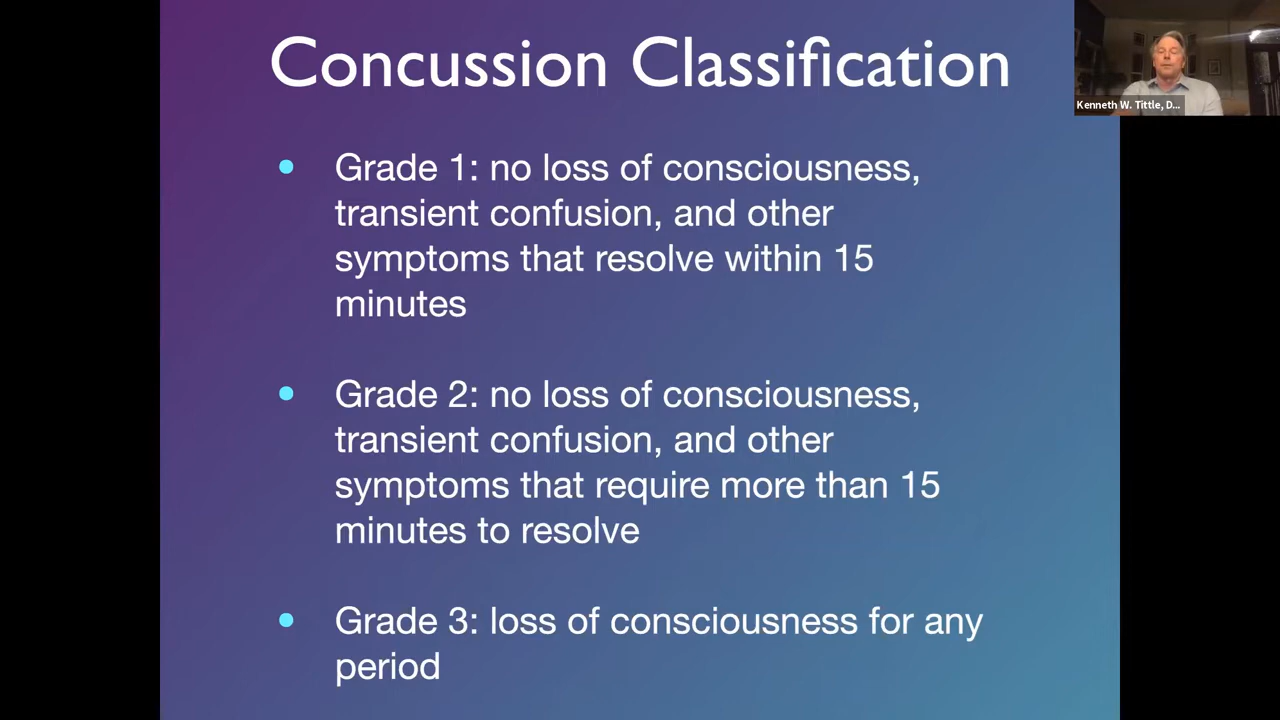 Concussion Classification
Kenneth W. Tittle, D...
• Grade 1: no loss of consciousness,
transient confusion, and other
symptoms that resolve within 15
minutes
• Grade 2: no loss of consciousness,
transient confusion, and other
symptoms that require more than 15
minutes to resolve
• Grade 3: loss of consciousness for any
period